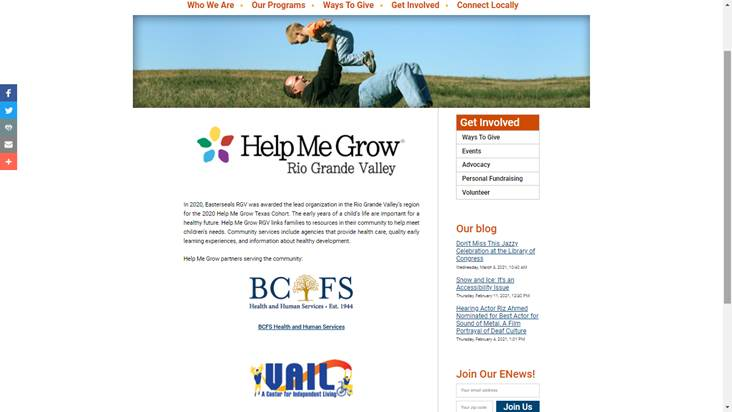 Who We Are • Our Programs • Ways To Give • Get Involved • Connect Locally
Help Me Grow®
Rio Grande Valley
In 2020, Easterseals RGV was awarded the lead organization in the Rio Grande Valley's region
for the 2020 Help Me Grow Texas Cohort. The early years of a child's life are important for a
healthy future. Help Me Grow RGV links families to resources in their community to help meet
children's needs. Community services include agencies that provide health care, quality early
learning experiences, and information about healthy development.
Help Me Grow partners serving the community:
BCFS
Health and Human Services • Est. 1944
BCFS Health and Human Services
VAIL
A Center for Independent Living
Get Involved
Ways To Give
Events
Advocacy
Personal Fundraising
Volunteer
Our blog
Don't Miss This Jazzy
Celebration at the Library of
Congress
Wednesday, March 3, 2021, 10:40 AM
Snow and Ice: It's an
Accessibility Issue
Thursday, February 11, 2021, 12:30 PM
Hearing Actor Riz Ahmed
Nominated for Best Actor for
Sound of Metal, A Film
Portrayal of Deaf Culture
Thursday, February 4, 2021, 1:01 PM
Join Our ENews!
Your email address
Your zip code
Join Us